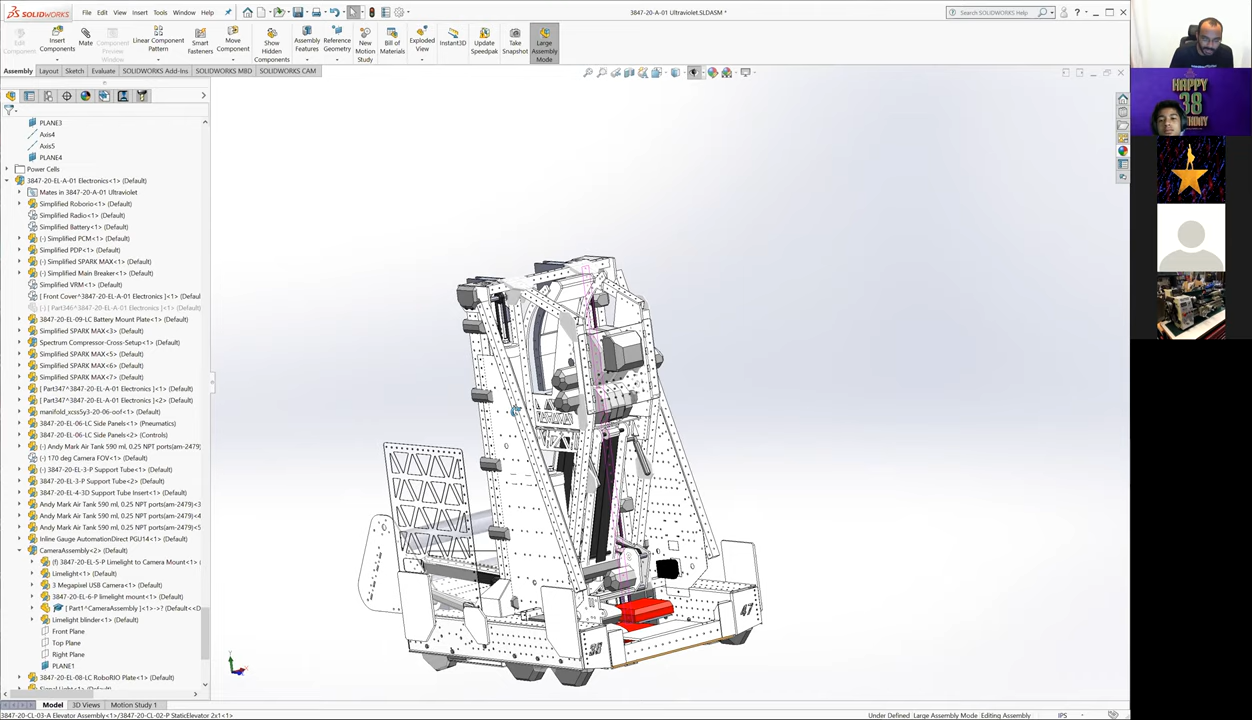 SOLIDWORKS
File Edit View Insert Tools Window
3847-20-A-01 Ultraviolet.SLDASM *
Search SOLIDWORKS Help
Edit Component
Insert Components
Mate
Component Preview Window
Linear Component Pattern
Smart Fasteners
Move Component
Show Hidden Components
Assembly Features
Reference Geometry
New Motion Study
Bill of Materials
Exploded View
Instant3D
Update Speedpak
Take Snapshot
Large Assembly Mode
Assembly Layout Sketch Evaluate SOLIDWORKS Add-Ins SOLIDWORKS MBD SOLIDWORKS CAM
PLANE3
Axis4
Axis5
PLANE4
Power Cells
3847-20-EL-A-01 Electronics<1> (Default)
Mates in 3847-20-A-01 Ultraviolet
Simplified Roborio<1> (Default)
Simplified Radio<1> (Default)
Simplified Battery<1> (Default)
(-) Simplified PCM<1> (Default)
Simplified PDP<1> (Default)
(-) Simplified SPARK MAX<1> (Default)
(-) Simplified Main Breaker<1> (Default)
Simplified VRM<1> (Default)
[ Front Cover^3847-20-EL-A-01 Electronics ]<1> (Defaul
(-) [ Part346^3847-20-EL-A-01 Electronics ]<1> (Default)
3847-20-EL-09-LC Battery Mount Plate<1> (Default)
Simplified SPARK MAX<3> (Default)
Spectrum Compressor-Cross-Setup<1> (Default)
Simplified SPARK MAX<5> (Default)
Simplified SPARK MAX<6> (Default)
Simplified SPARK MAX<7> (Default)
[ Part347^3847-20-EL-A-01 Electronics ]<1> (Default)
[ Part347^3847-20-EL-A-01 Electronics ]<2> (Default)
manifold_xcss5y3-20-06-oof<1> (Default)
3847-20-EL-06-LC Side Panels<1> (Pneumatics)
3847-20-EL-06-LC Side Panels<2> (Controls)
(-) Andy Mark Air Tank 590 ml, 0.25 NPT ports(am-2479)
(-) 170 deg Camera FOV<1> (Default)
(-) 3847-20-EL-3-P Support Tube<1> (Default)
3847-20-EL-3-P Support Tube<2> (Default)
3847-20-EL-4-3D Support Tube Insert<1> (Default)
Andy Mark Air Tank 590 ml, 0.25 NPT ports(am-2479)<3
Andy Mark Air Tank 590 ml, 0.25 NPT ports(am-2479)<4
Andy Mark Air Tank 590 ml, 0.25 NPT ports(am-2479)<5
Inline Gauge AutomationDirect PGU14<1> (Default)
CameraAssembly<2> (Default)
(f) 3847-20-EL-5-P Limelight to Camera Mount<1>
Limelight<1> (Default)
3 Megapixel USB Camera<1> (Default)
3847-20-EL-6-P limelight mount<1> (Default)
[ Part1^CameraAssembly ]<1>->? (Default<<D
Limelight blinder<1> (Default)
Front Plane
Top Plane
Right Plane
PLANE1
3847-20-EL-08-LC RoboRIO Plate<1> (Default)
Signal Light<1> (Default)
38
47
HAPPY
38
Model 3D Views Motion Study 1
3847-20-CL-03-A Elevator Assembly<1>/3847-20-CL-02-P StaticElevator 2x1<1>
Under Defined Large Assembly Mode Editing Assembly IPS